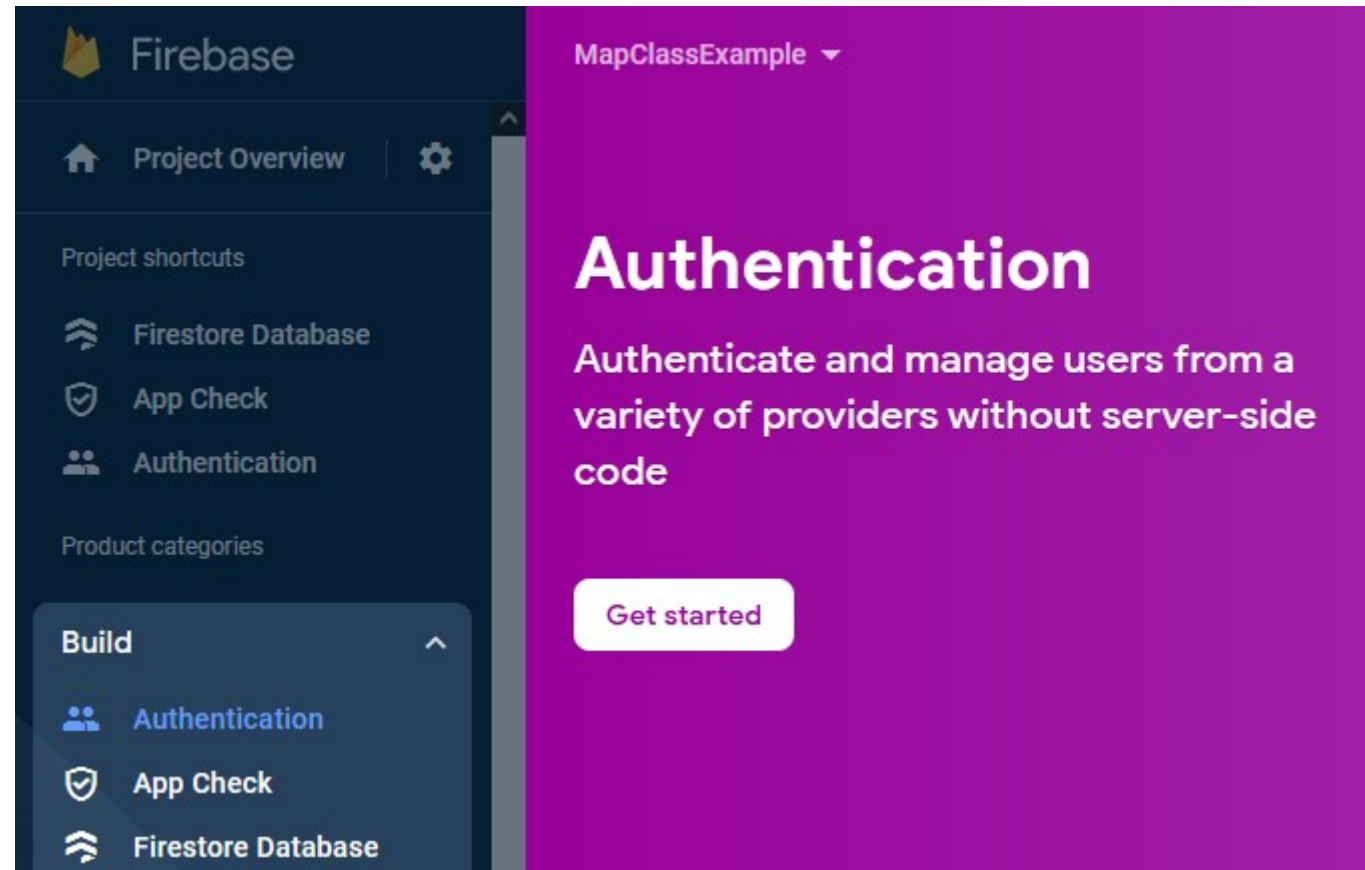 Firebase
Project Overview
Project shortcuts
Firestore Database
App Check
Authentication
Product categories
Build
Authentication
App Check
Firestore Database
MapClassExample
Authentication
Authenticate and manage users from a
variety of providers without server-side
code
Get started